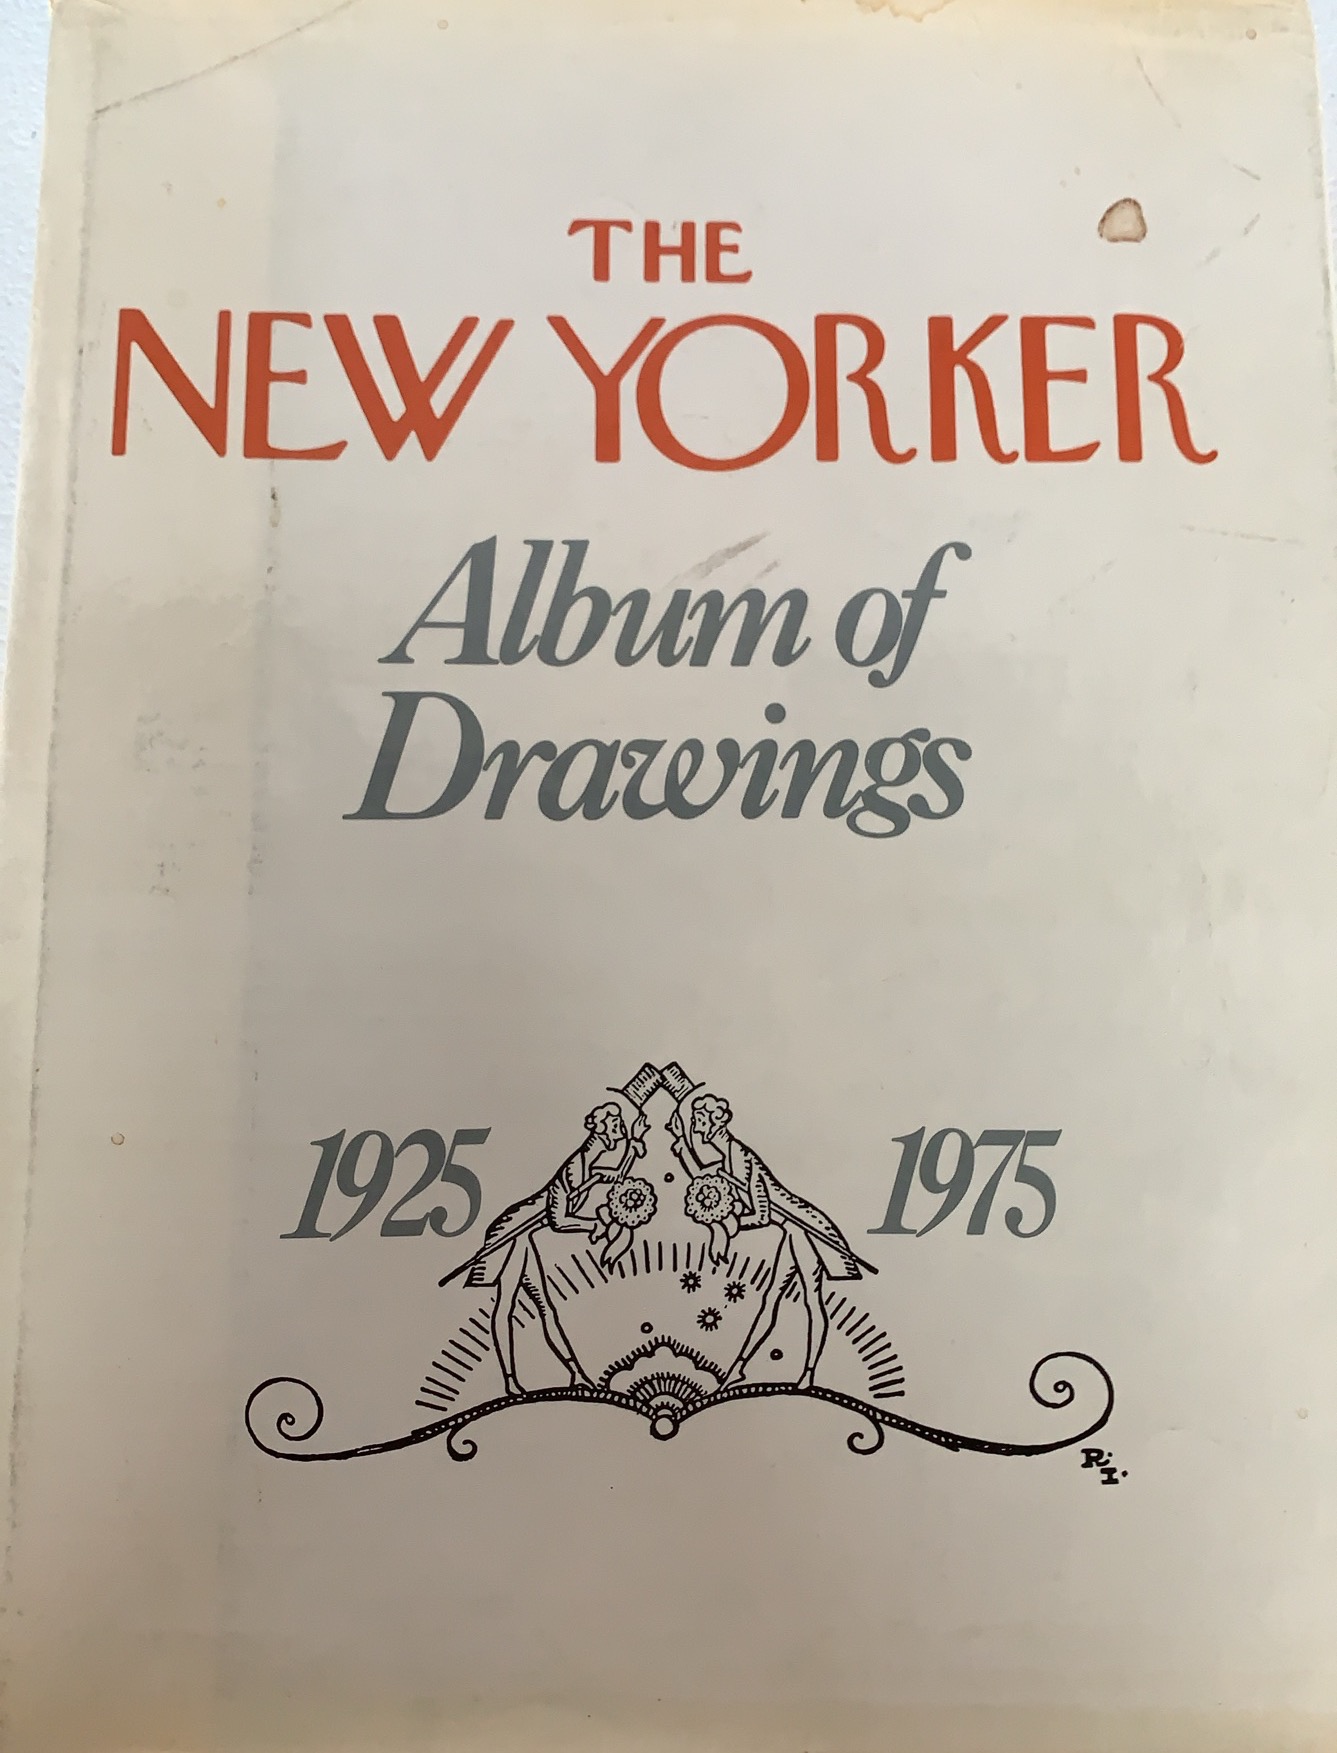 THE
NEW YORKER
Album of
Drawings
1925 1975
R.I.